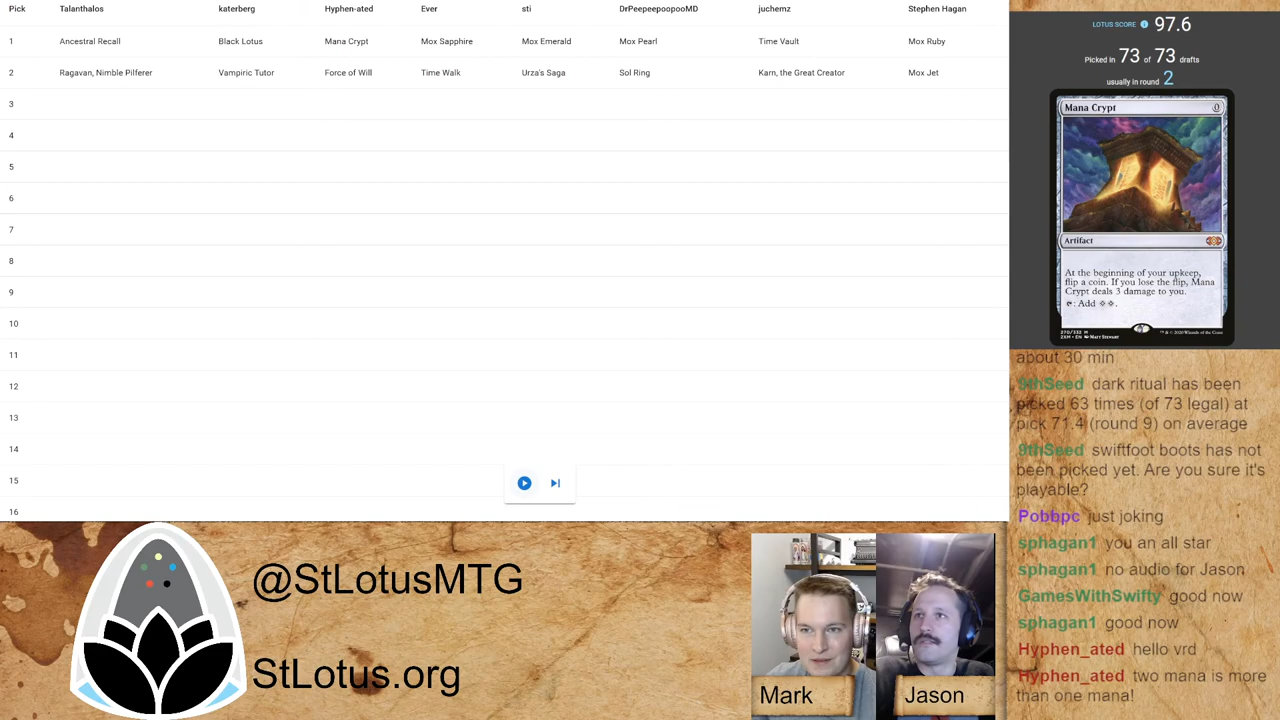 Pick Talanthalos katerberg Hyphen-ated Ever sti DrPeepeepoopooMD juchemz Stephen Hagan
1 Ancestral Recall Black Lotus Mana Crypt Mox Sapphire Mox Emerald Mox Pearl Time Vault Mox Ruby
2 Ragavan, Nimble Pilferer Vampiric Tutor Force of Will Time Walk Urza's Saga Sol Ring Karn, the Great Creator Mox Jet
3
4
5
6
7
8
9
10
11
12
13
14
15
16
LOTUS SCORE 97.6
Picked in 73 of 73 drafts
usually in round 2
Mana Crypt 0
Artifact
At the beginning of your upkeep,
flip a coin. If you lose the flip, Mana
Crypt deals 3 damage to you.
: Add
about 30 min
9thSeed dark ritual has been
picked 63 times (of 73 legal) at
pick 71.4 (round 9) on average
9thSeed swiftfoot boots has not
been picked yet. Are you sure it's
playable?
Pobbpc just joking
sphagan1 you an all star
sphagan1 no audio for Jason
GamesWithSwifty good now
sphagan1 good now
Hyphen_ated hello vrd
Hyphen_ated two mana is more
than one mana!
@StLotusMTG
StLotus.org
Mark
Jason